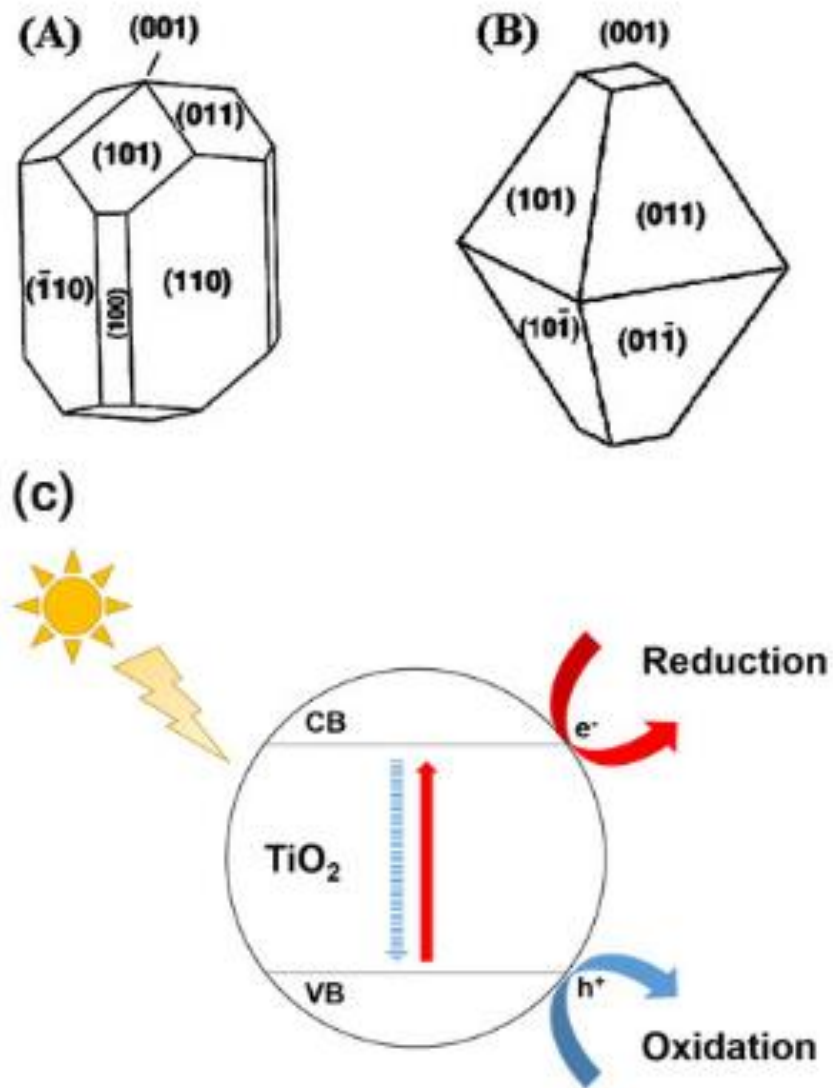 (A)
(001)
(011)
(101)
(1̄10)
(100)
(110)
(B)
(001)
(101)
(011)
(101̄)
(011̄)
(c)
Reduction
CB
e-
TiO₂
VB
h⁺
Oxidation